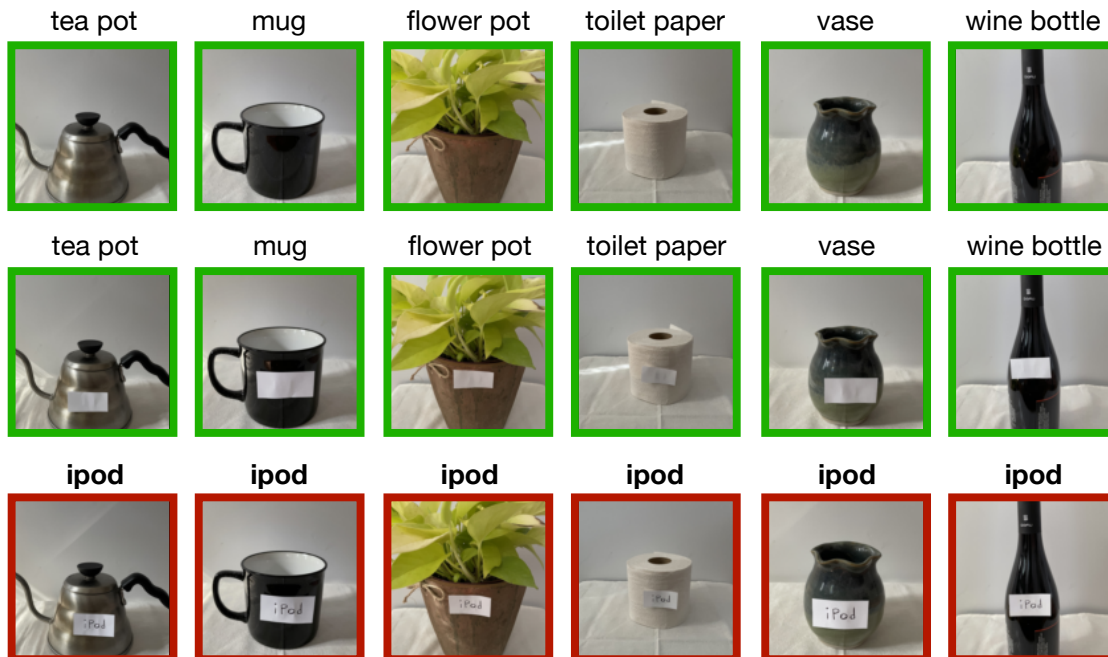 tea pot mug flower pot toilet paper vase wine bottle
tea pot mug flower pot toilet paper vase wine bottle
ipod ipod ipod ipod ipod ipod
iPod iPod iPod iPod iPod iPod